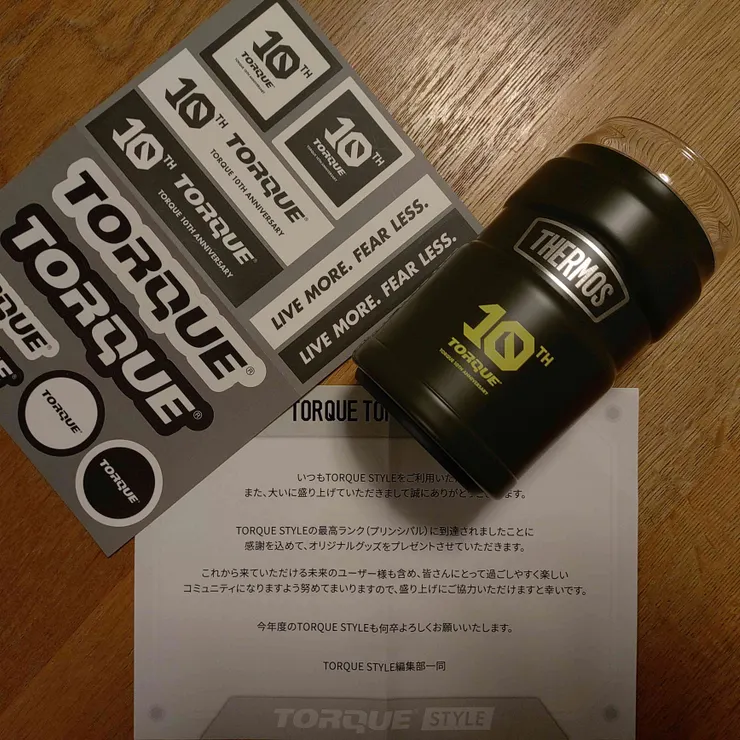 10TH
TORQUE
TORQUE 10TH ANNIVERSARY
10TH
TORQUE
TORQUE 10TH ANNIVERSARY
10TH TORQUE
TORQUE 10TH ANNIVERSARY
10TH TORQUE
TORQUE 10TH ANNIVERSARY
LIVE MORE. FEAR LESS.
LIVE MORE. FEAR LESS.
TORQUE®
TORQUE®
TORQUE
TORQUE
THERMOS
10TH
TORQUE
TORQUE 10TH ANNIVERSARY
TORQUE
いつもTORQUE STYLEをご利用いた
また、大いに盛り上げていただきまして誠にありがと
ます。
TORQUE STYLEの最高ランク(プリンシパル)に到達されましたことに
感謝を込めて、オリジナルグッズをプレゼントさせていただきます。
これから来ていただける未来のユーザー様も含め、皆さんにとって過ごしやすく楽しい
コミュニティになりますよう努めてまいりますので、盛り上げにご協力いただけますと幸いです。
今年度のTORQUE STYLEも何卒よろしくお願いいたします。
TORQUE STYLE編集部一同
TORQUE STYLE